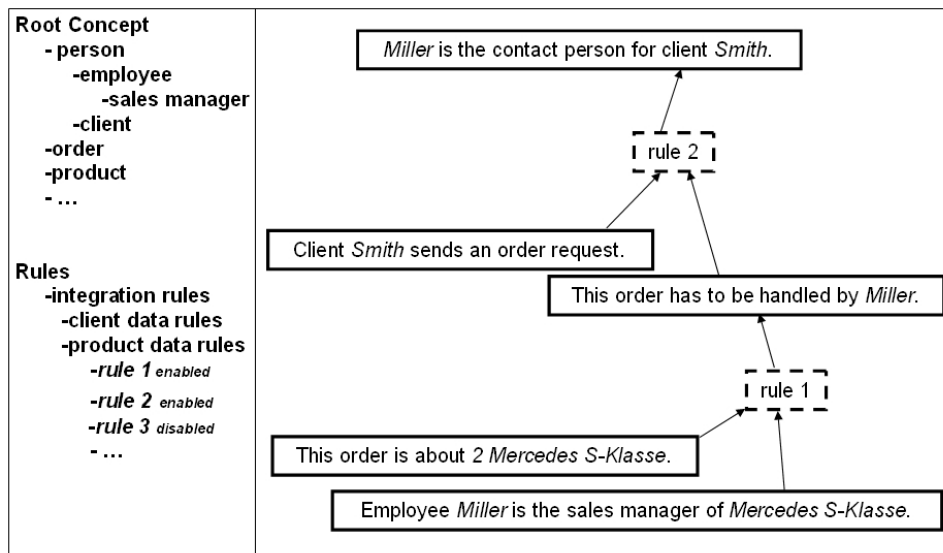 Root Concept
- person
-employee
-sales manager
-client
-order
-product
- ...
Rules
-integration rules
-client data rules
-product data rules
-rule 1 enabled
-rule 2 enabled
-rule 3 disabled
- ...
Miller is the contact person for client Smith.
rule 2
Client Smith sends an order request.
This order has to be handled by Miller.
rule 1
This order is about 2 Mercedes S-Klasse.
Employee Miller is the sales manager of Mercedes S-Klasse.